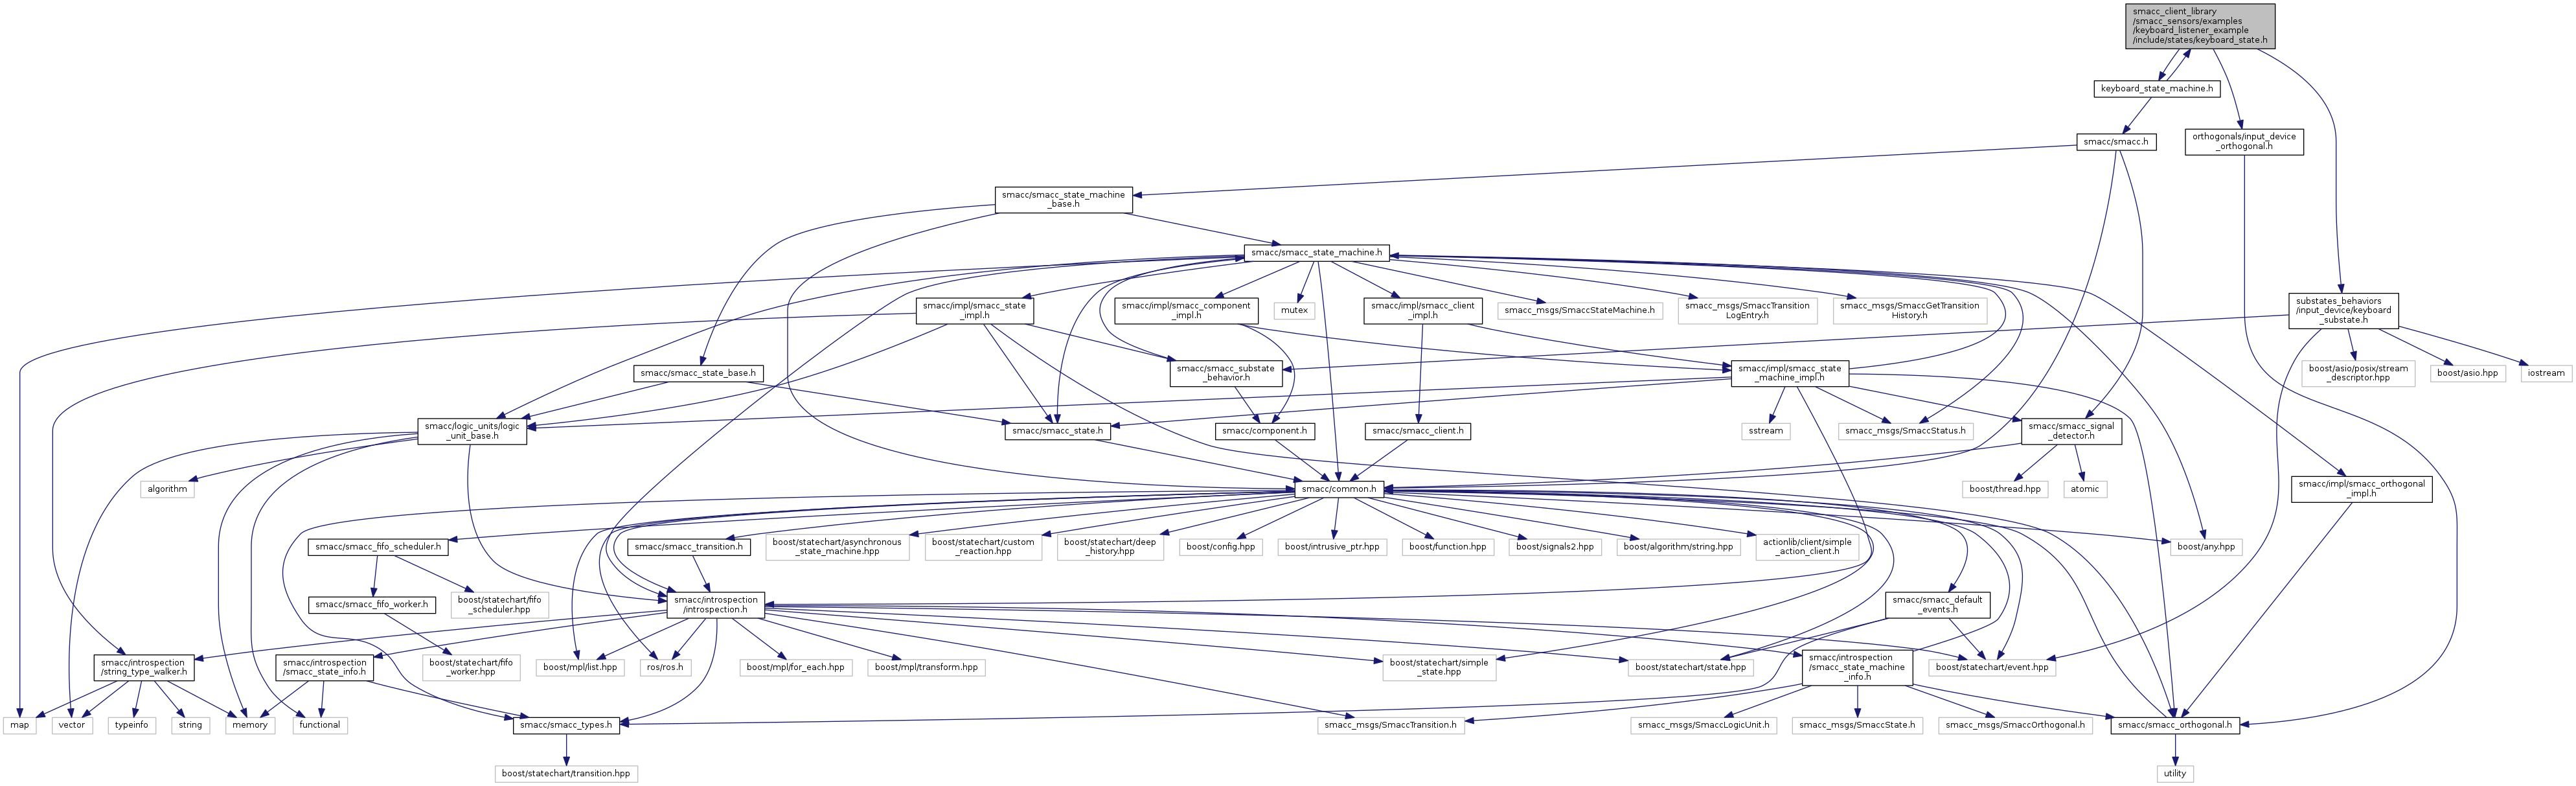 smacc_client_library
/smacc_sensors/examples
/keyboard_listener_example
/include/states/keyboard_state.h
keyboard_state_machine.h
orthogonals/input_device
_orthogonal.h
smacc/smacc.h
smacc/smacc_state_machine
_base.h
smacc/smacc_state_machine.h
smacc/impl/smacc_state
_impl.h
smacc/impl/smacc_component
_impl.h
mutex
smacc/impl/smacc_client
_impl.h
smacc_msgs/SmaccStateMachine.h
smacc_msgs/SmaccTransition
LogEntry.h
smacc_msgs/SmaccGetTransition
History.h
substates_behaviors
/input_device/keyboard
_substate.h
smacc/smacc_state_base.h
smacc/smacc_substate
_behavior.h
smacc/impl/smacc_state
_machine_impl.h
boost/asio/posix/stream
_descriptor.hpp
boost/asio.hpp
iostream
smacc/logic_units/logic
_unit_base.h
smacc/smacc_state.h
smacc/component.h
smacc/smacc_client.h
sstream
smacc_msgs/SmaccStatus.h
smacc/smacc_signal
_detector.h
algorithm
smacc/common.h
boost/thread.hpp
atomic
smacc/impl/smacc_orthogonal
_impl.h
smacc/smacc_fifo_scheduler.h
smacc/smacc_transition.h
boost/statechart/asynchronous
_state_machine.hpp
boost/statechart/custom
_reaction.hpp
boost/statechart/deep
_history.hpp
boost/config.hpp
boost/intrusive_ptr.hpp
boost/function.hpp
boost/signals2.hpp
boost/algorithm/string.hpp
actionlib/client/simple
_action_client.h
boost/any.hpp
smacc/smacc_fifo_worker.h
boost/statechart/fifo
_scheduler.hpp
smacc/introspection
/introspection.h
smacc/smacc_default
_events.h
smacc/introspection
/string_type_walker.h
smacc/introspection
/smacc_state_info.h
boost/statechart/fifo
_worker.hpp
boost/mpl/list.hpp
ros/ros.h
boost/mpl/for_each.hpp
boost/mpl/transform.hpp
boost/statechart/simple
_state.hpp
boost/statechart/state.hpp
smacc/introspection
/smacc_state_machine
_info.h
boost/statechart/event.hpp
map
vector
typeinfo
string
memory
functional
smacc/smacc_types.h
smacc_msgs/SmaccTransition.h
smacc_msgs/SmaccLogicUnit.h
smacc_msgs/SmaccState.h
smacc_msgs/SmaccOrthogonal.h
smacc/smacc_orthogonal.h
boost/statechart/transition.hpp
utility